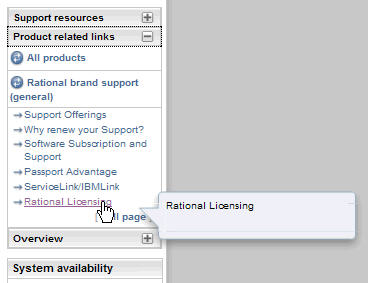 Support resources
Product related links
All products
Rational brand support
(general)
Support Offerings
Why renew your Support?
Software Subscription and
Support
Passport Advantage
ServiceLink/IBMLink
Rational Licensing
Rational Licensing
page
Overview
System availability